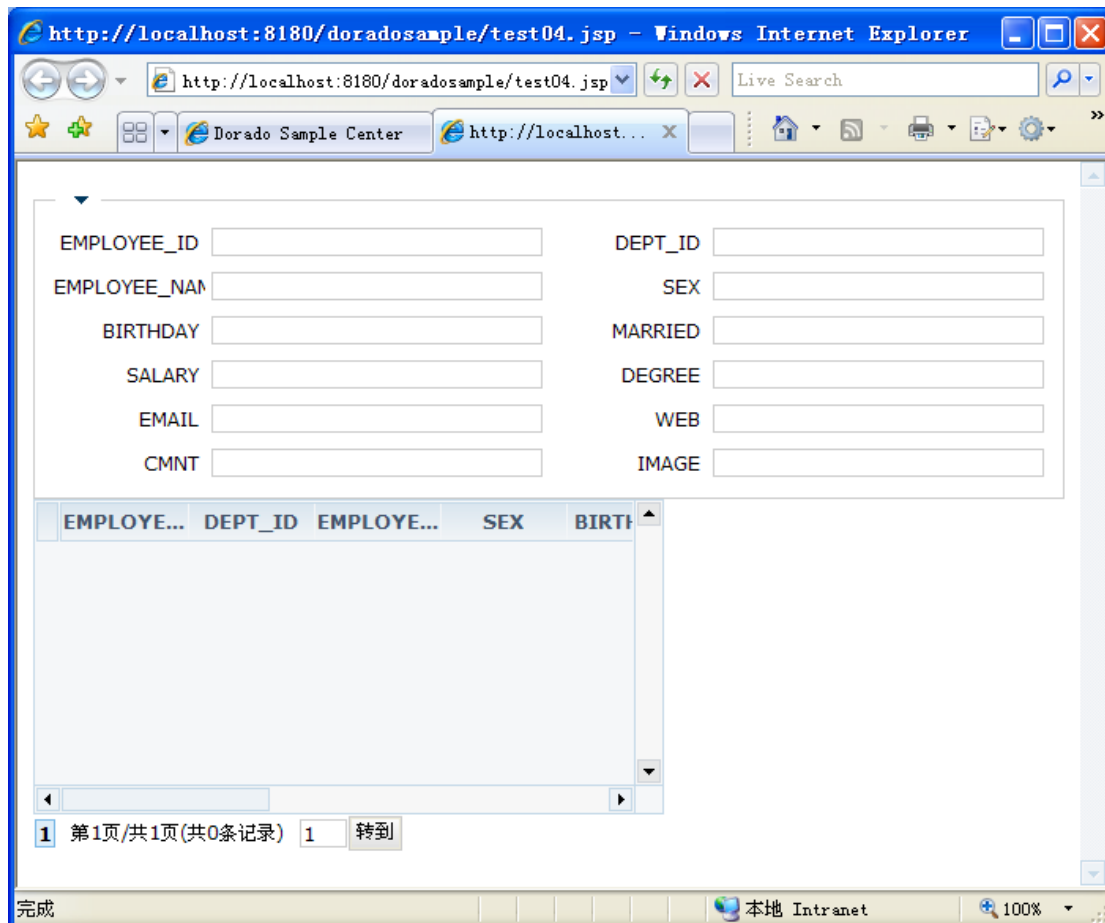 http://localhost:8180/doradosample/test04.jsp - Windows Internet Explorer
http://localhost:8180/doradosample/test04.jsp Live Search
Dorado Sample Center http://localhost... X »
EMPLOYEE_ID DEPT_ID
EMPLOYEE_NAM SEX
BIRTHDAY MARRIED
SALARY DEGREE
EMAIL WEB
CMNT IMAGE
EMPLOYE... DEPT_ID EMPLOYE... SEX BIRTH
1 第1页/共1页(共0条记录) 1 转到
完成 本地 Intranet 100%